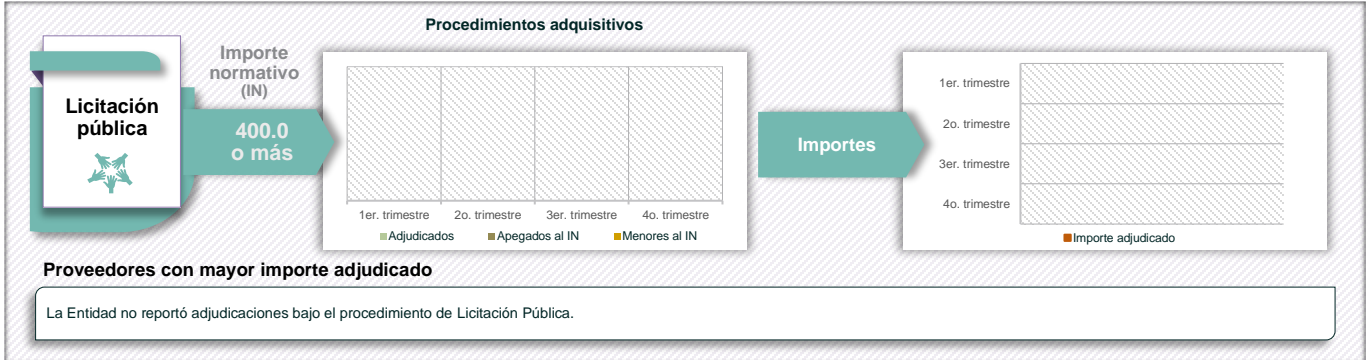 Procedimientos adquisitivos
Licitación
pública
Importe
normativo
(IN)
400.0
o más
1er. trimestre 2o. trimestre 3er. trimestre 4o. trimestre
Adjudicados Apegados al IN Menores al IN
Importes
1er. trimestre
2o. trimestre
3er. trimestre
4o. trimestre
Importe adjudicado
Proveedores con mayor importe adjudicado
La Entidad no reportó adjudicaciones bajo el procedimiento de Licitación Pública.